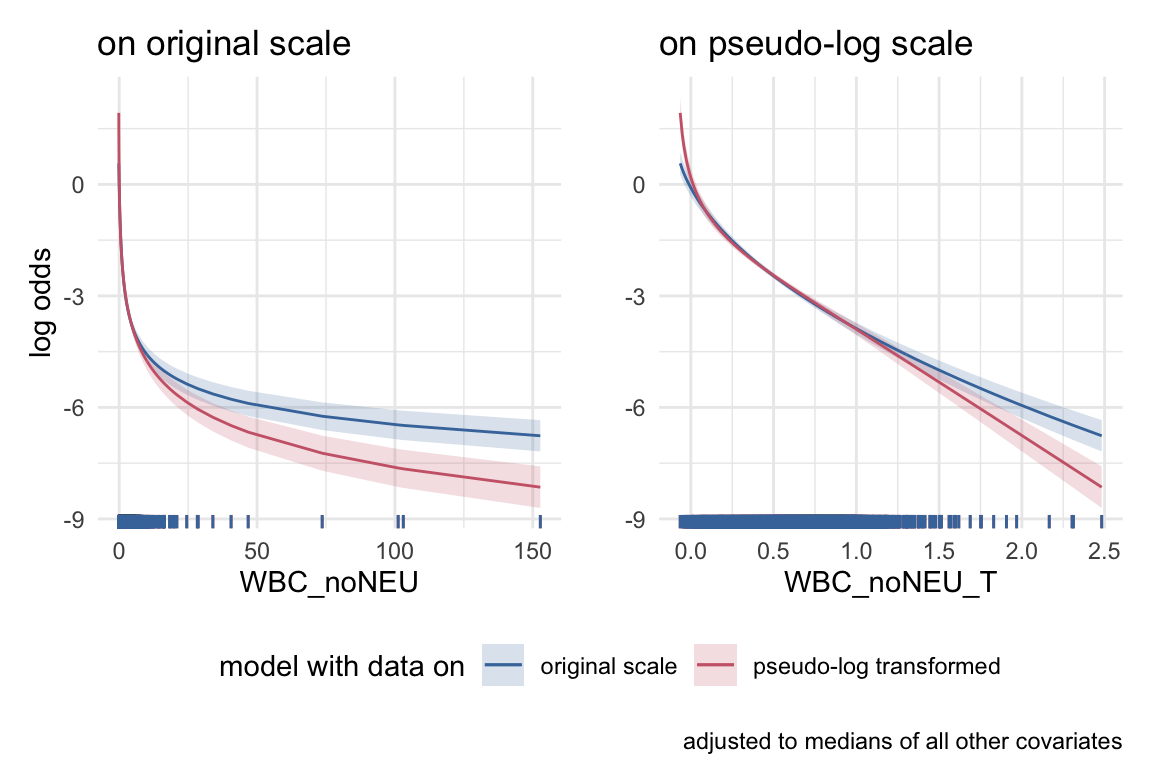 on original scale
on pseudo-log scale
log odds
0
-3
-6
-9
0
50
100
150
WBC_noNEU
0
-3
-6
-9
0.0
0.5
1.0
1.5
2.0
2.5
WBC_noNEU_T
model with data on
original scale
pseudo-log transformed
adjusted to medians of all other covariates